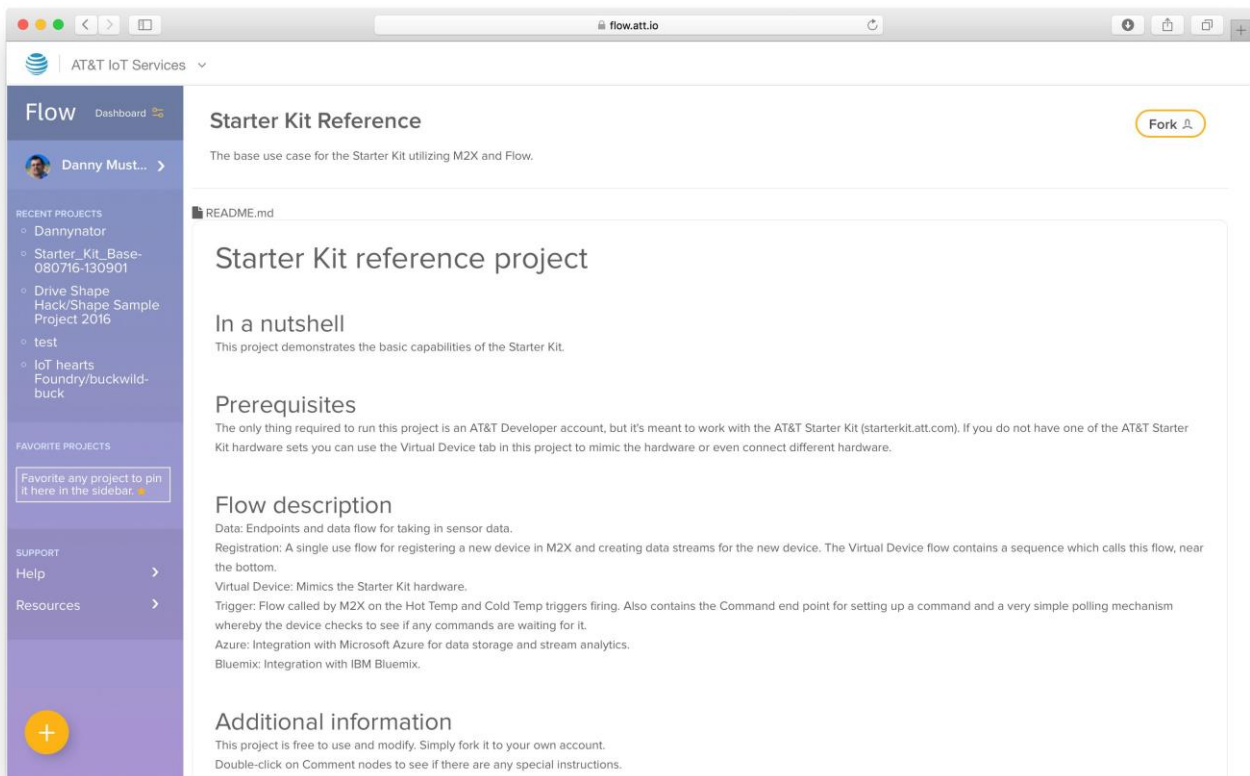 flow.att.io
AT&T IoT Services
Flow
Dashboard
Danny Must...
RECENT PROJECTS
Dannynator
Starter_Kit_Base-
080716-130901
Drive Shape
Hack/Shape Sample
Project 2016
test
IoT hearts
Foundry/buckwild-
buck
FAVORITE PROJECTS
Favorite any project to pin
it here in the sidebar.
SUPPORT
Help
Resources
Starter Kit Reference
Fork
The base use case for the Starter Kit utilizing M2X and Flow.
README.md
Starter Kit reference project
In a nutshell
This project demonstrates the basic capabilities of the Starter Kit.
Prerequisites
The only thing required to run this project is an AT&T Developer account, but it's meant to work with the AT&T Starter Kit (starterkit.att.com). If you do not have one of the AT&T Starter
Kit hardware sets you can use the Virtual Device tab in this project to mimic the hardware or even connect different hardware.
Flow description
Data: Endpoints and data flow for taking in sensor data.
Registration: A single use flow for registering a new device in M2X and creating data streams for the new device. The Virtual Device flow contains a sequence which calls this flow, near
the bottom.
Virtual Device: Mimics the Starter Kit hardware.
Trigger: Flow called by M2X on the Hot Temp and Cold Temp triggers firing. Also contains the Command end point for setting up a command and a very simple polling mechanism
whereby the device checks to see if any commands are waiting for it.
Azure: Integration with Microsoft Azure for data storage and stream analytics.
Bluemix: Integration with IBM Bluemix.
Additional information
This project is free to use and modify. Simply fork it to your own account.
Double-click on Comment nodes to see if there are any special instructions.